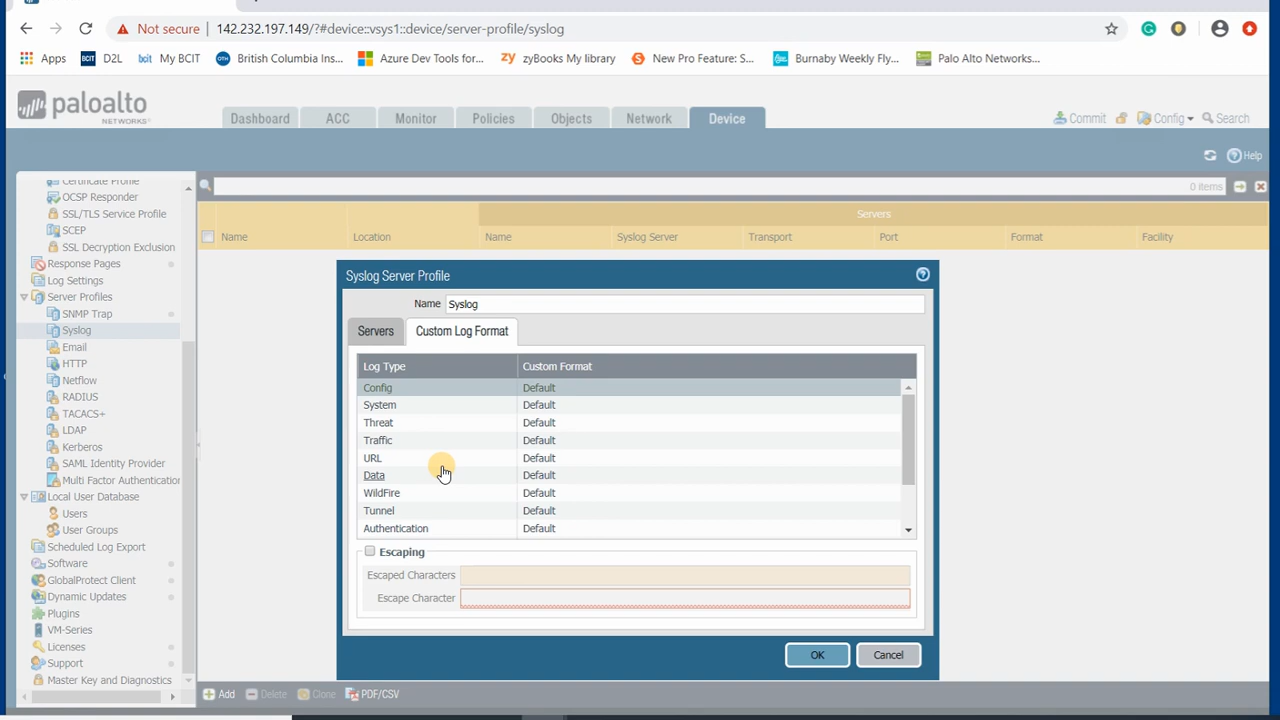 Not secure
142.232.197.149/?#device::vsys1::device/server-profile/syslog
Apps
BCIT
D2L
bcit
My BCIT
British Columbia Ins...
Azure Dev Tools for...
zy
zyBooks My library
New Pro Feature: S...
Burnaby Weekly Fly...
Palo Alto Networks...
paloalto
NETWORKS
Dashboard
ACC
Monitor
Policies
Objects
Network
Device
Commit
Config
Search
Help
Certificate Profile
OCSP Responder
SSL/TLS Service Profile
SCEP
SSL Decryption Exclusion
Response Pages
Log Settings
Server Profiles
SNMP Trap
Syslog
Email
HTTP
Netflow
RADIUS
TACACS+
LDAP
Kerberos
SAML Identity Provider
Multi Factor Authentication
Local User Database
Users
User Groups
Scheduled Log Export
Software
GlobalProtect Client
Dynamic Updates
Plugins
VM-Series
Licenses
Support
Master Key and Diagnostics
0 items
Servers
Name
Location
Name
Syslog Server
Transport
Port
Format
Facility
Syslog Server Profile
Name
Syslog
Servers
Custom Log Format
Log Type
Custom Format
Config
Default
System
Default
Threat
Default
Traffic
Default
URL
Default
Data
Default
WildFire
Default
Tunnel
Default
Authentication
Default
Escaping
Escaped Characters
Escape Character
OK
Cancel
Add
Delete
Clone
PDF/CSV